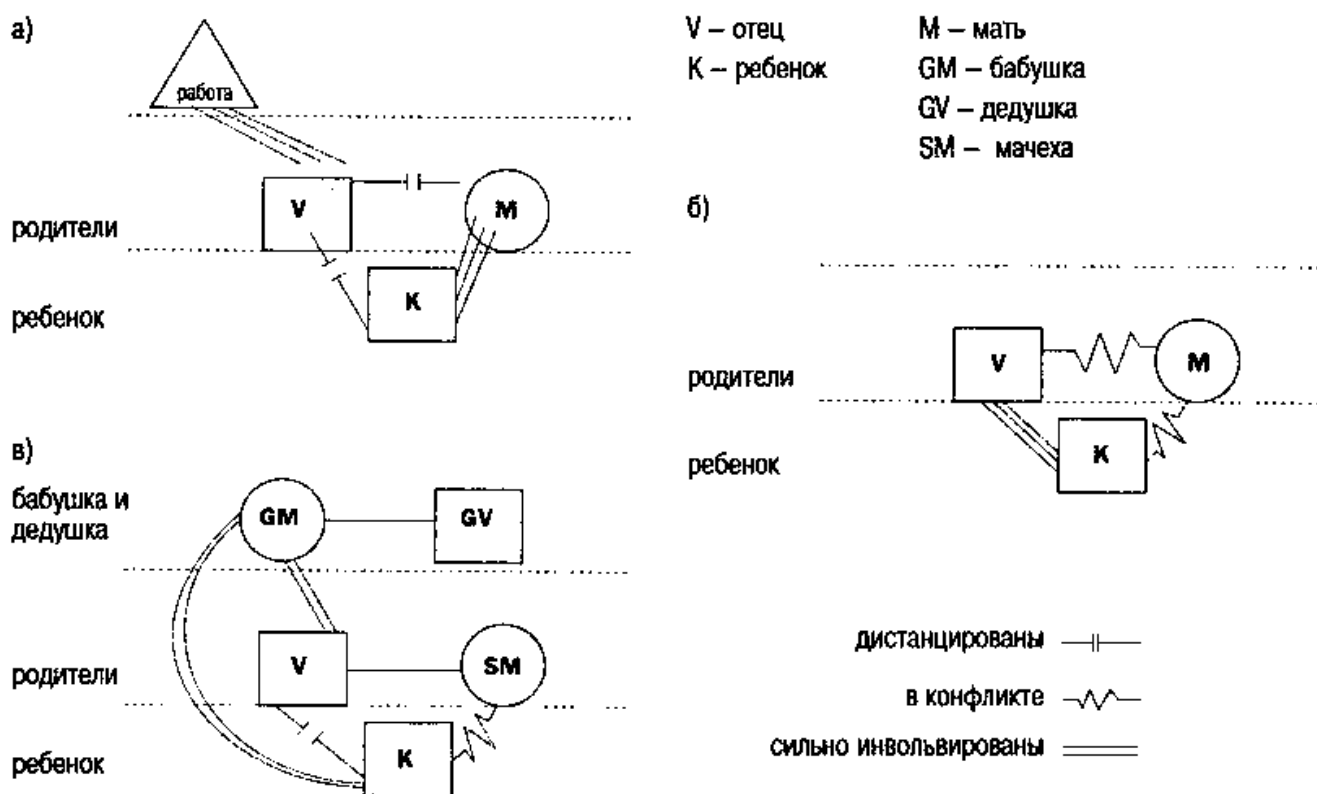 а)
работа
V
M
родители
K
ребенок
V – отец
M – мать
K – ребенок
GM – бабушка
GV – дедушка
SM – мачеха
б)
V
M
родители
K
ребенок
в)
бабушка и
дедушка
GM
GV
V
SM
родители
K
ребенок
дистанцированы
в конфликте
сильно инвольвированы